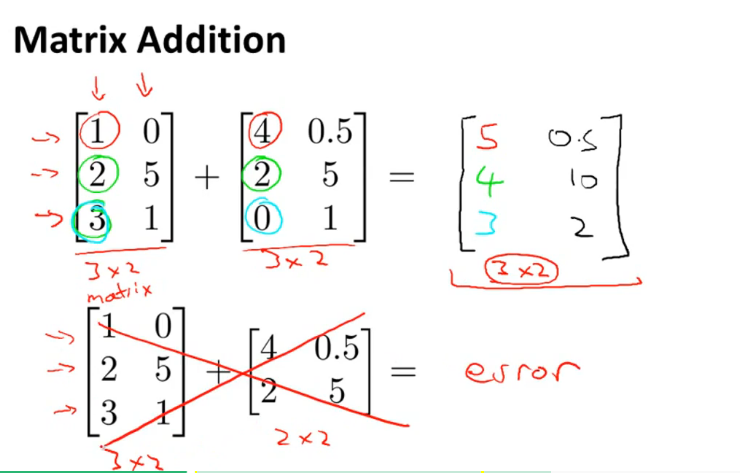 Matrix Addition
[1 0; 2 5; 3 1] + [4 0.5; 2 5; 0 1] = [5 0.5; 4 10; 3 2]
3 x 2 3 x 2 3 x 2
matrix
[1 0; 2 5; 3 1] + [4 0.5; 2 5] = error
3 x 2 2 x 2